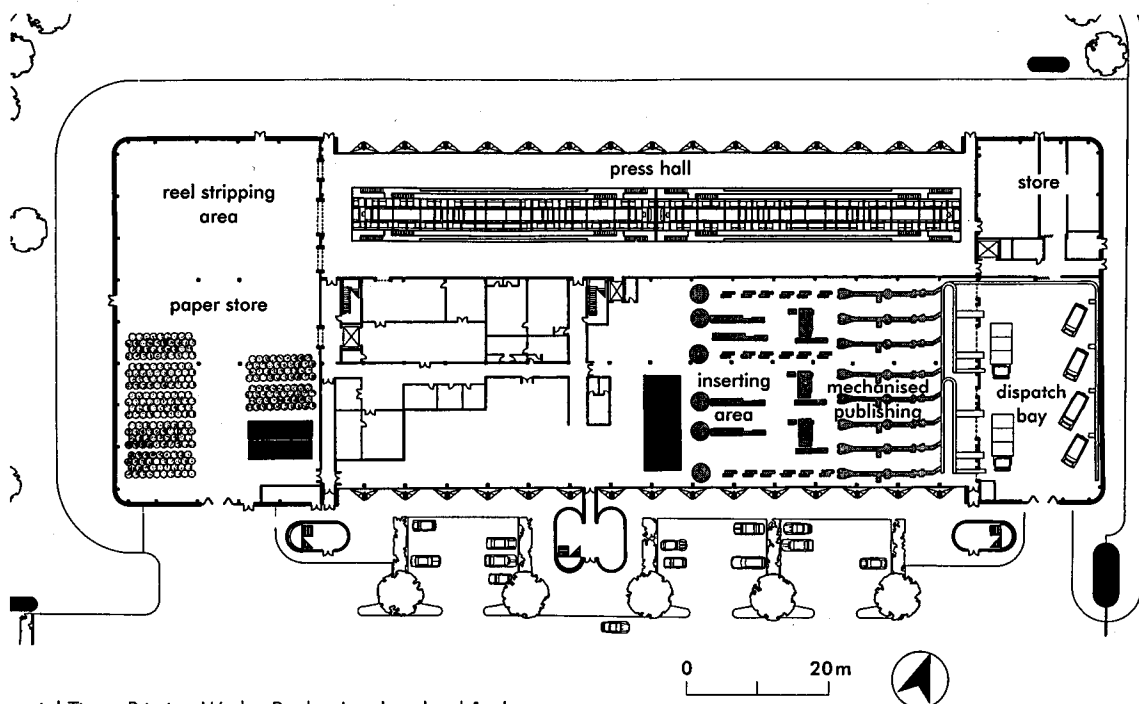 press hall
reel stripping
area
store
paper store
inserting
area
mechanised
publishing
dispatch
bay
0 20m